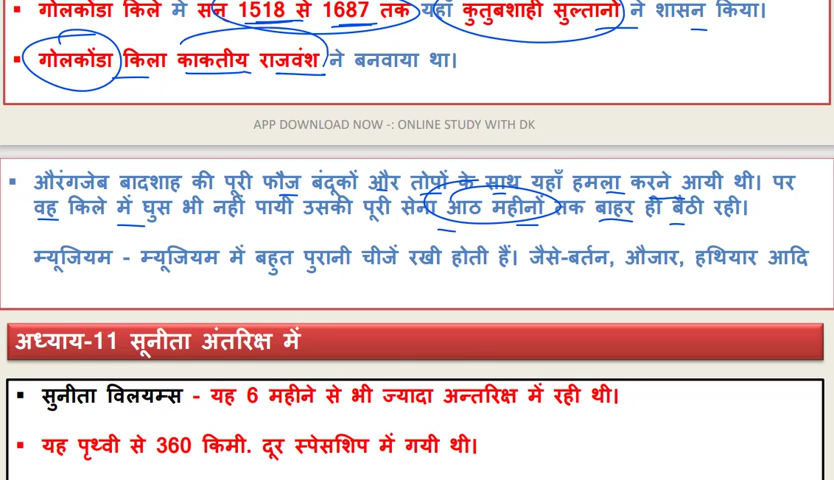 गोलकोंडा किले मे सन 1518 से 1687 तक यहाँ कुतुबशाही सुल्तानो ने शासन किया।
▪ गोलकोंडा किला काकतीय राजवंश ने बनवाया था।
APP DOWNLOAD NOW -: ONLINE STUDY WITH DK
▪ औरंगजेब बादशाह की पूरी फौज बंदूकों और तोपों के साथ यहाँ हमला करने आयी थी। पर
वह किले में घुस भी नहीं पायी उसकी पूरी सेना आठ महीनों तक बाहर ही बैठी रही।
म्यूजियम - म्यूजियम में बहुत पुरानी चीजें रखी होती हैं। जैसे-बर्तन, औजार, हथियार आदि
अध्याय-11 सूनीता अंतरिक्ष में
▪ सुनीता विलयम्स - यह 6 महीने से भी ज्यादा अन्तरिक्ष में रही थी।
▪ यह पृथ्वी से 360 किमी. दूर स्पेसशिप में गयी थी।